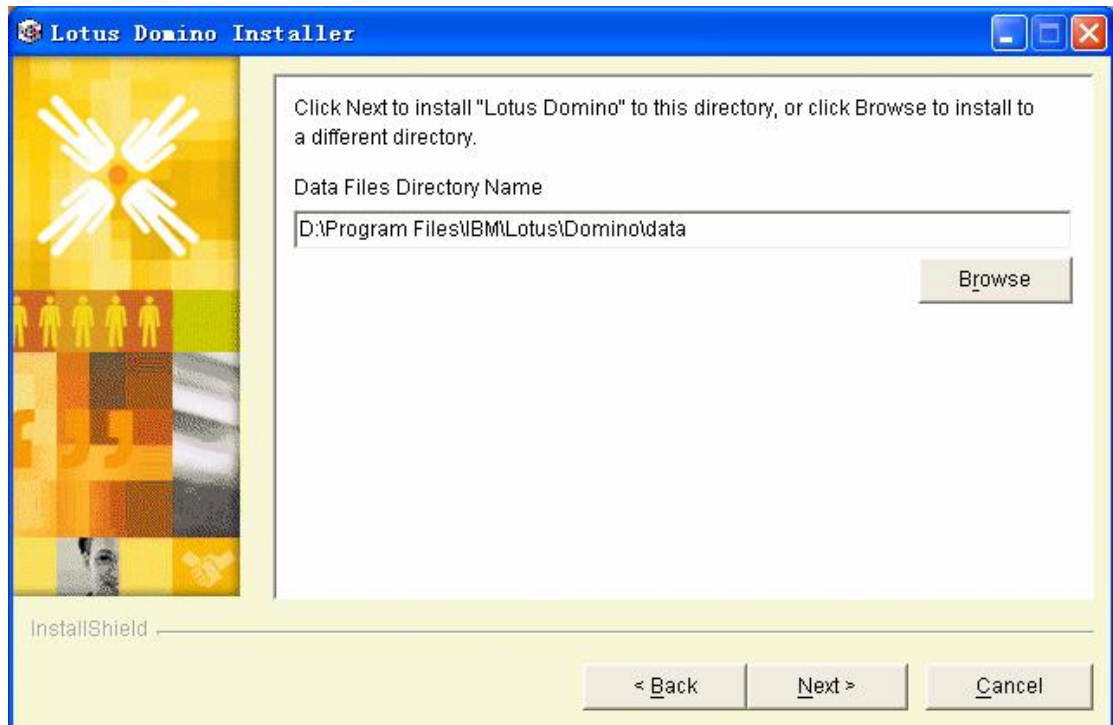 Lotus Domino Installer
Click Next to install "Lotus Domino" to this directory, or click Browse to install to
a different directory.
Data Files Directory Name
D:\Program Files\IBM\Lotus\Domino\data
Browse
InstallShield
< Back
Next >
Cancel